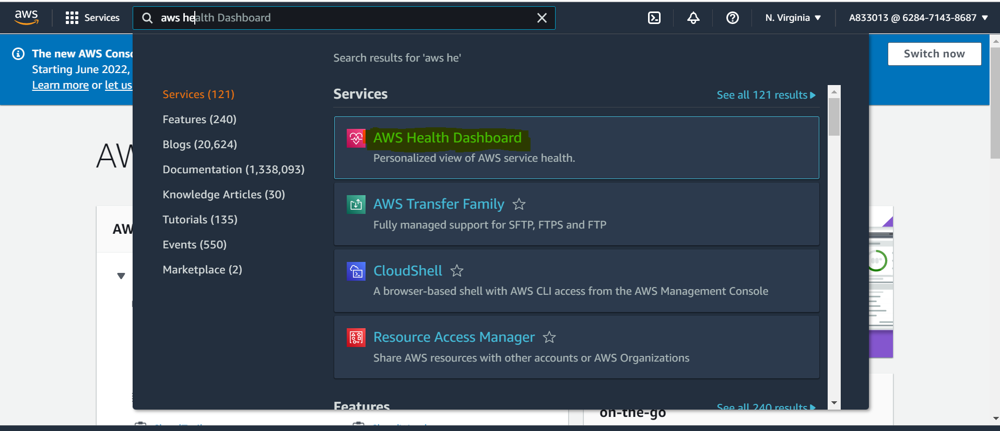 aws
Services
aws health Dashboard
N. Virginia
A833013 @ 6284-7143-8687
The new AWS Conso
Starting June 2022,
Learn more or let us
Switch now
Search results for 'aws he'
Services (121)
Features (240)
Blogs (20,624)
Documentation (1,338,093)
Knowledge Articles (30)
Tutorials (135)
Events (550)
Marketplace (2)
Services
See all 121 results
AWS Health Dashboard
Personalized view of AWS service health.
AWS Transfer Family
Fully managed support for SFTP, FTPS and FTP
CloudShell
A browser-based shell with AWS CLI access from the AWS Management Console
Resource Access Manager
Share AWS resources with other accounts or AWS Organizations
Features
See all 240 results
AW
AW
on-the-go